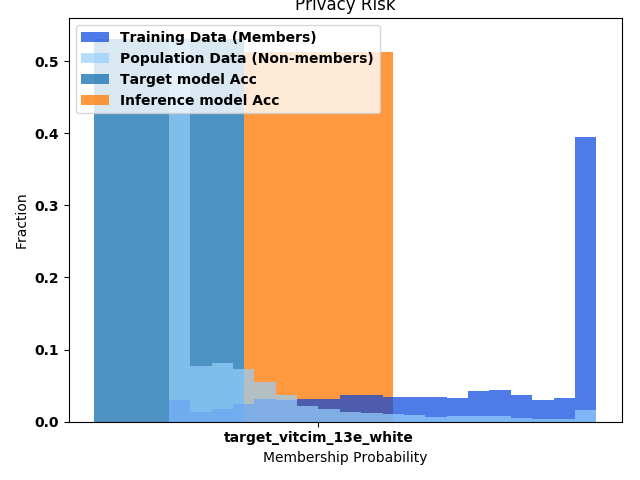 Privacy Risk
Training Data (Members)
Population Data (Non-members)
Target model Acc
Inference model Acc
0.5
0.4
0.3
0.2
0.1
0.0
Fraction
target_vitcim_13e_white
Membership Probability